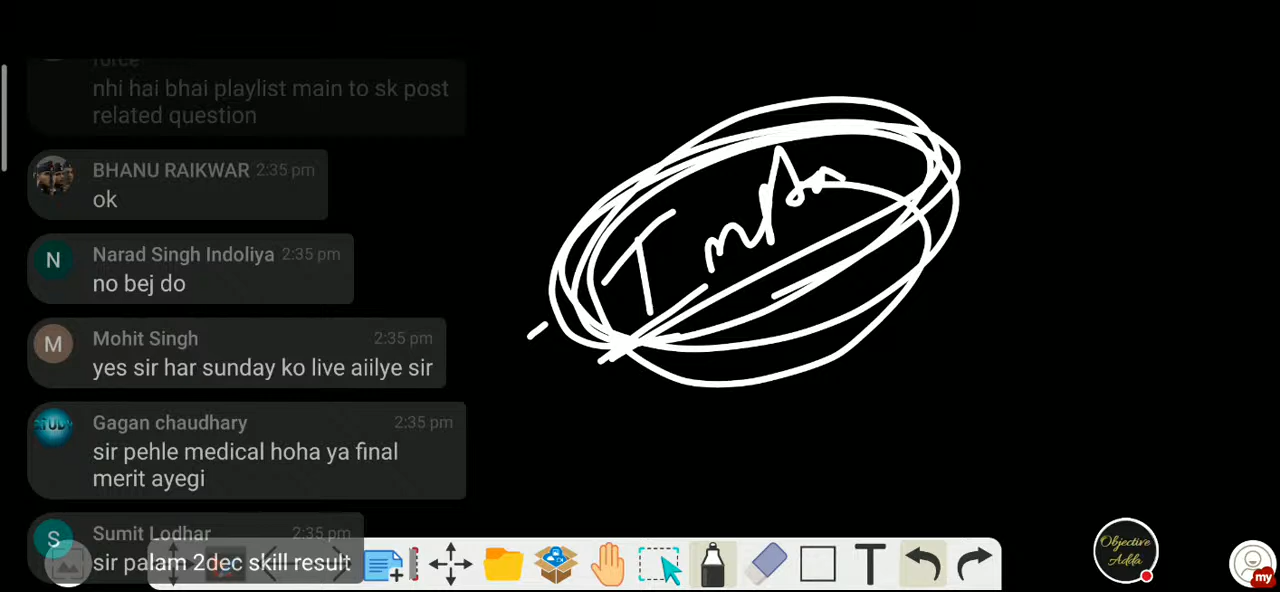 force
nhi hai bhai playlist main to sk post
related question
BHANU RAIKWAR 2:35 pm
ok
N
Narad Singh Indoliya 2:35 pm
no bej do
M
Mohit Singh 2:35 pm
yes sir har sunday ko live aiilye sir
Gagan chaudhary 2:35 pm
sir pehle medical hoha ya final
merit ayegi
S
Sumit Lodhar 2:35 pm
sir palam 2dec skill result
T
Objective
Adda
my